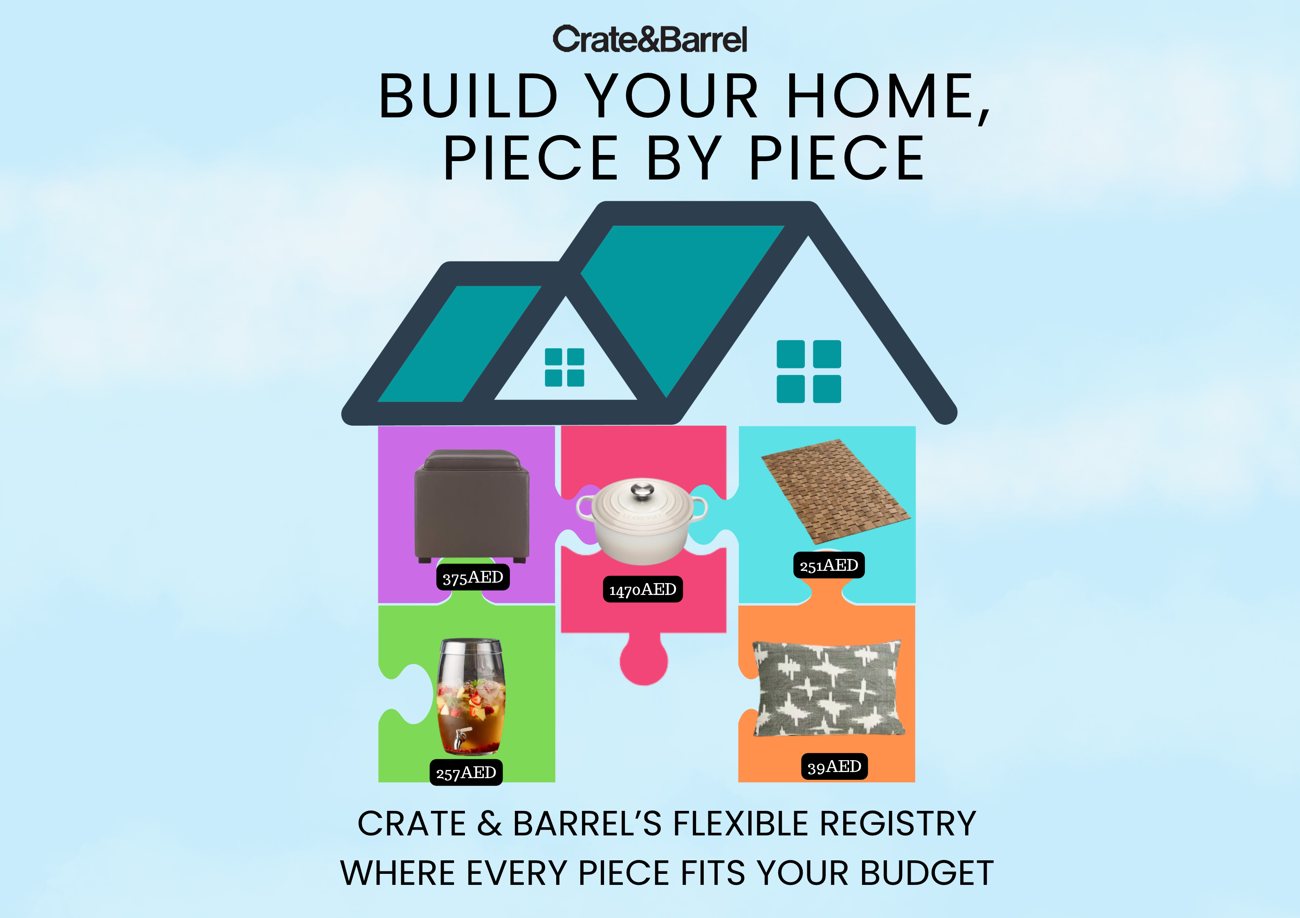 Crate&Barrel
BUILD YOUR HOME,
PIECE BY PIECE
375AED
1470AED
251AED
257AED
39AED
CRATE & BARREL’S FLEXIBLE REGISTRY
WHERE EVERY PIECE FITS YOUR BUDGET